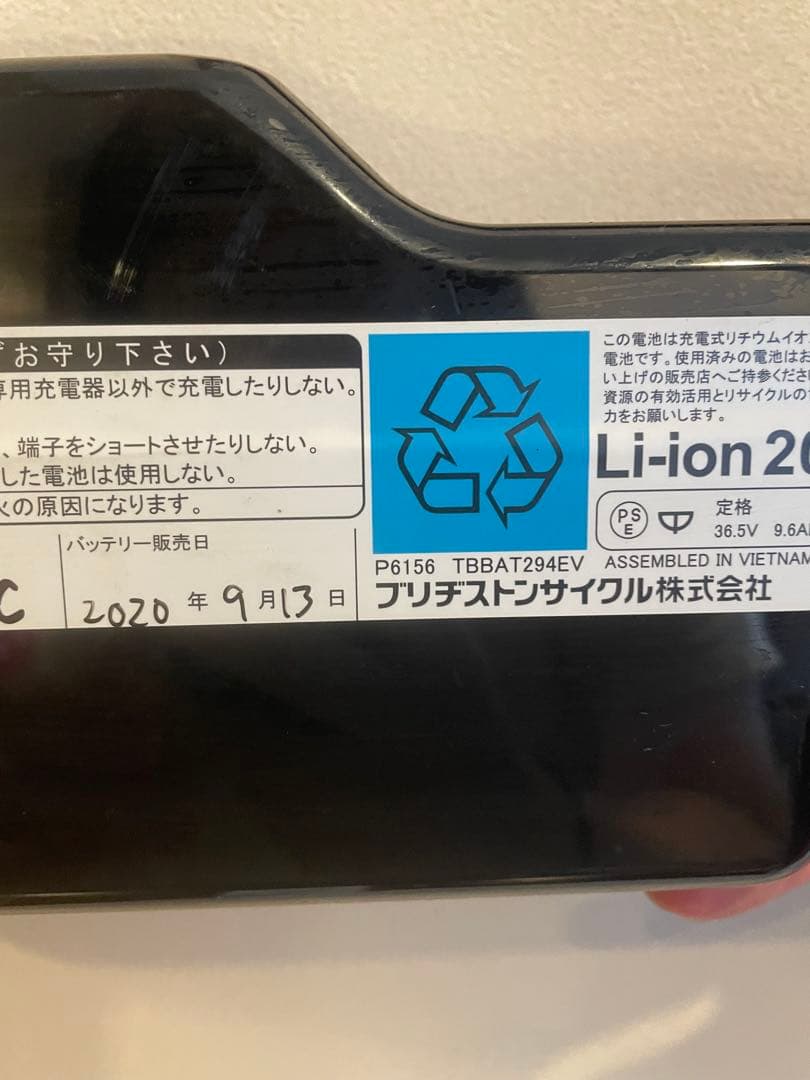 お守り下さい)
専用充電器以外で充電したりしない。
、端子をショートさせたりしない。
した電池は使用しない。
の原因になります。
バッテリー販売日
C
2020 年 9 月 13 日
この電池は充電式リチウムイオ
電池です。使用済みの電池はお
い上げの販売店へご持参くださ
資源の有効活用とリサイクルの
力をお願いします。
Li-ion 20
PS
E
定格
36.5V 9.6A
P6156 TBBAT294EV ASSEMBLED IN VIETNAM
ブリヂストンサイクル株式会社